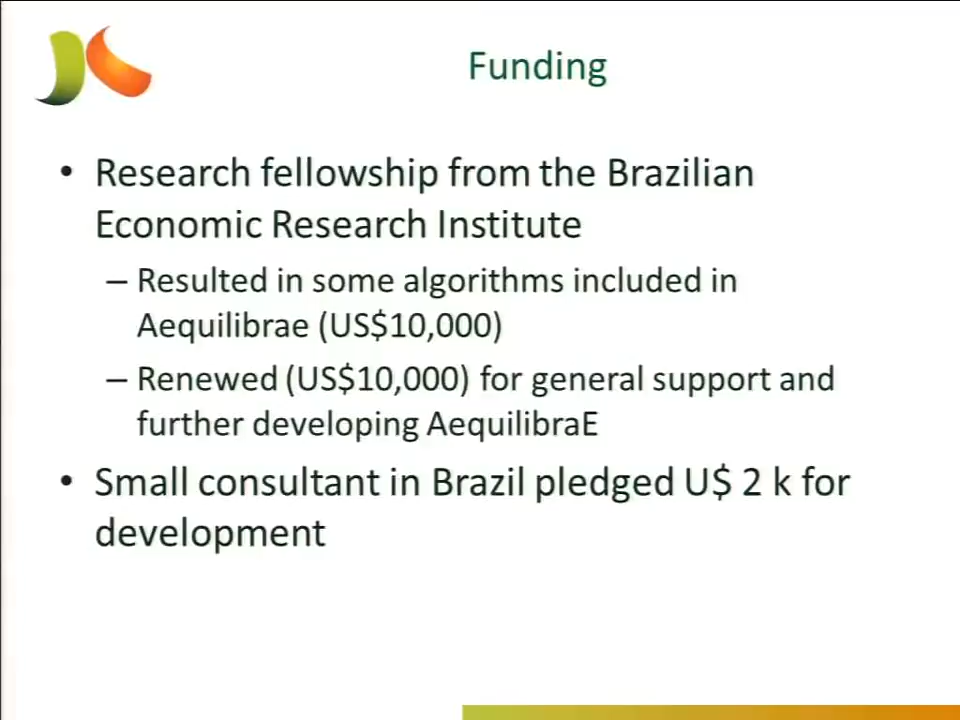 Funding
• Research fellowship from the Brazilian
Economic Research Institute
– Resulted in some algorithms included in
Aequilibrae (US$10,000)
– Renewed (US$10,000) for general support and
further developing AequilibraE
• Small consultant in Brazil pledged U$ 2 k for
development